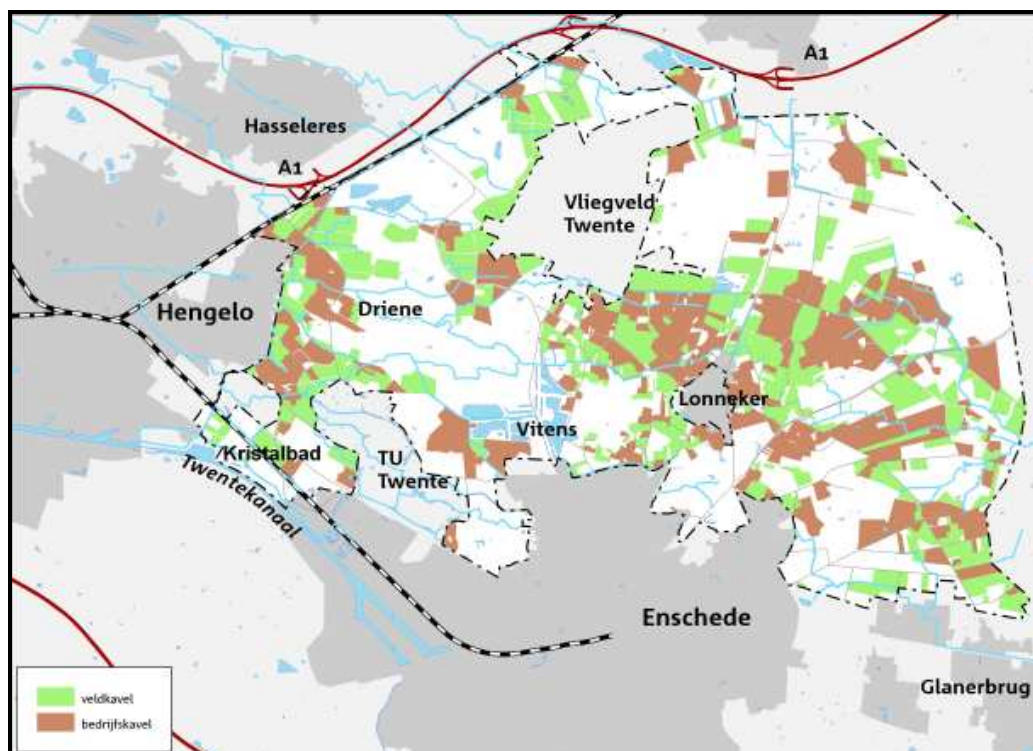 A1
Hasseleres
A1
Vliegveld
Twente
Hengelo
Driene
Lonneker
Vitens
Kristalbad
TU
Twente
Twentekanaal
Enschede
Glanerbrug
veldkavel
bedrijfskavel